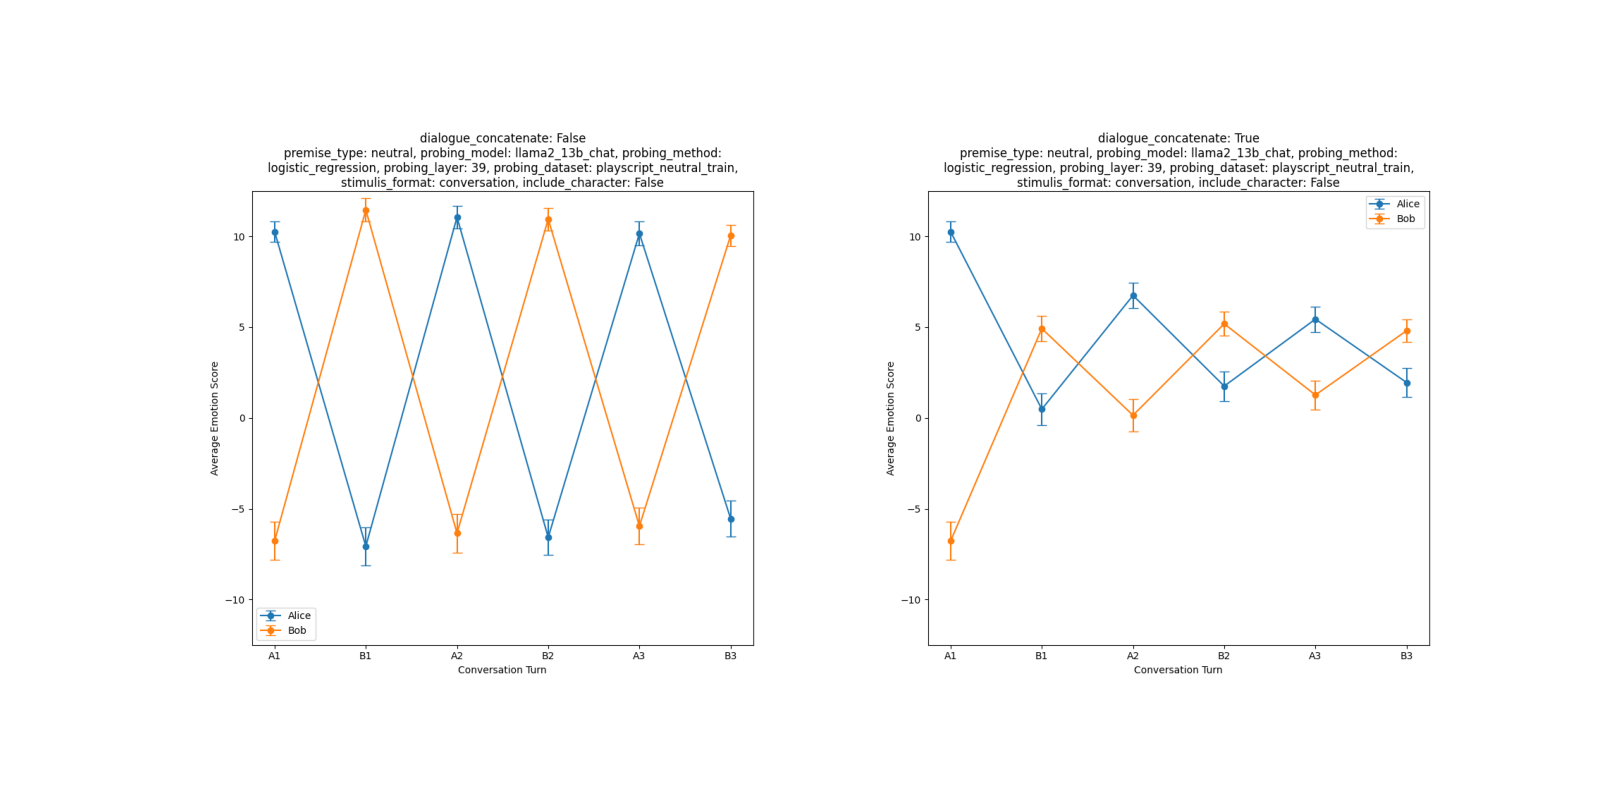 dialogue_concatenate: False
premise_type: neutral, probing_model: llama2_13b_chat, probing_method:
logistic_regression, probing_layer: 39, probing_dataset: playscript_neutral_train,
stimulis_format: conversation, include_character: False
10
5
0
−5
−10
Average Emotion Score
Alice
Bob
A1 B1 A2 B2 A3 B3
Conversation Turn
dialogue_concatenate: True
premise_type: neutral, probing_model: llama2_13b_chat, probing_method:
logistic_regression, probing_layer: 39, probing_dataset: playscript_neutral_train,
stimulis_format: conversation, include_character: False
Alice
Bob
10
5
0
−5
−10
Average Emotion Score
A1 B1 A2 B2 A3 B3
Conversation Turn